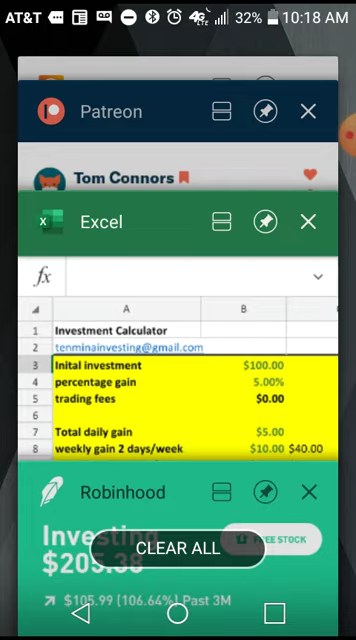 AT&T 4G LTE 32% 10:18 AM
Patreon
Tom Connors
X Excel
fx
A B
1 Investment Calculator
2 tenminainvesting@gmail.com
3 Inital investment $100.00
4 percentage gain 5.00%
5 trading fees $0.00
6
7 Total daily gain $5.00
8 weekly gain 2 days/week $10.00 $40.00
Robinhood
Investing FREE STOCK
CLEAR ALL
$205.38
$105.99 (106.64%) Past 3M